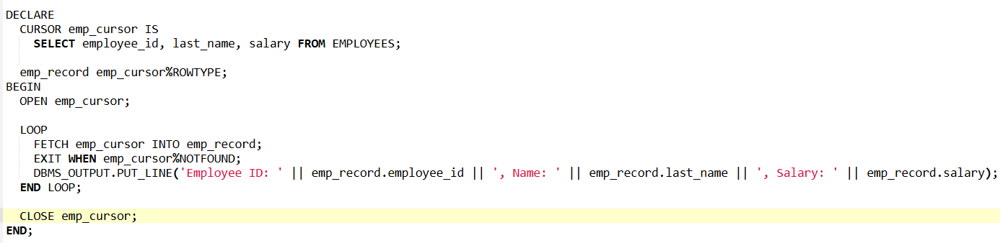 DECLARE
CURSOR emp_cursor IS
SELECT employee_id, last_name, salary FROM EMPLOYEES;
emp_record emp_cursor%ROWTYPE;
BEGIN
OPEN emp_cursor;
LOOP
FETCH emp_cursor INTO emp_record;
EXIT WHEN emp_cursor%NOTFOUND;
DBMS_OUTPUT.PUT_LINE('Employee ID: ' || emp_record.employee_id || ', Name: ' || emp_record.last_name || ', Salary: ' || emp_record.salary);
END LOOP;
CLOSE emp_cursor;
END;